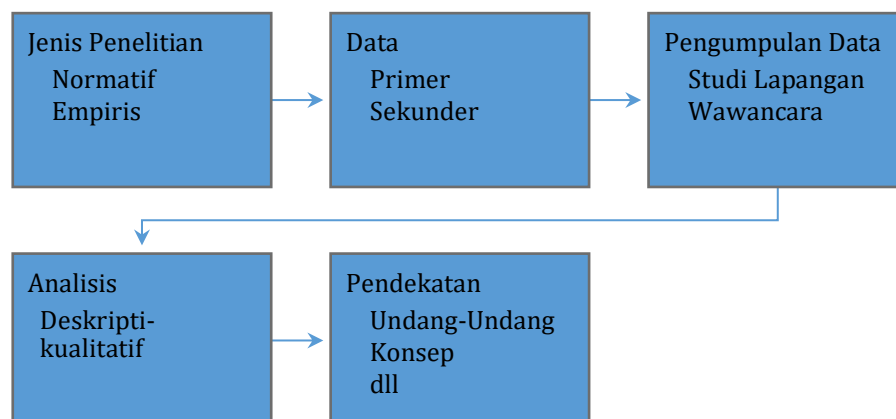 Jenis Penelitian
Normatif
Empiris
Data
Primer
Sekunder
Pengumpulan Data
Studi Lapangan
Wawancara
Analisis
Deskripti-
kualitatif
Pendekatan
Undang-Undang
Konsep
dll